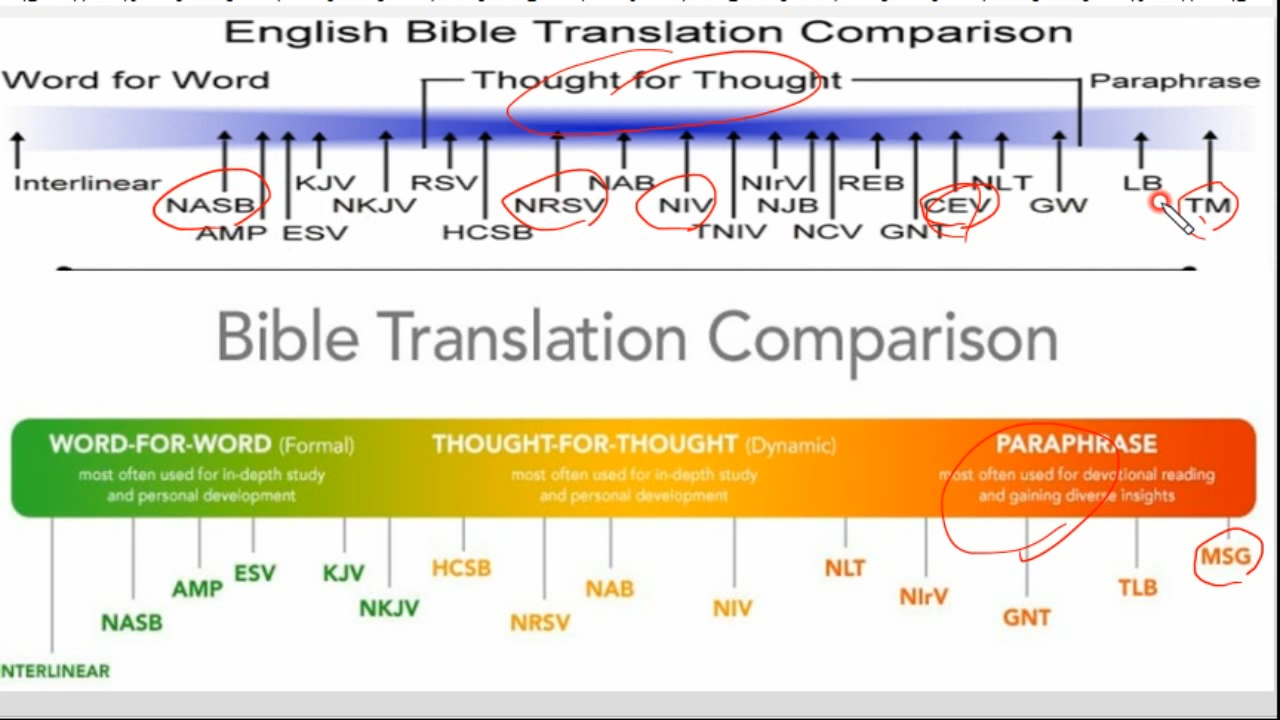 English Bible Translation Comparison
Word for Word Thought for Thought Paraphrase
Interlinear KJV RSV NAB NIrV REB NLT LB
NASB NKJV NRSV NIV NJB CEV GW TM
AMP ESV HCSB TNIV NCV GNT
Bible Translation Comparison
WORD-FOR-WORD (Formal) THOUGHT-FOR-THOUGHT (Dynamic) PARAPHRASE
most often used for in-depth study most often used for in-depth study most often used for devotional reading
and personal development and personal development and gaining diverse insights
MSG
ESV KJV HCSB NLT
AMP NAB TLB
NKJV NIV NIrV
NASB NRSV GNT
NTERLINEAR